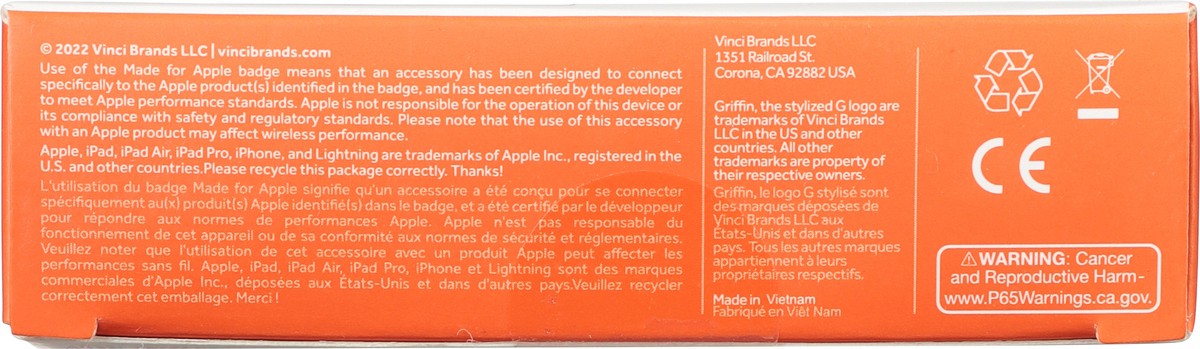 © 2022 Vinci Brands LLC | vincibrands.com
Use of the Made for Apple badge means that an accessory has been designed to connect
specifically to the Apple product(s) identified in the badge, and has been certified by the developer
to meet Apple performance standards. Apple is not responsible for the operation of this device or
its compliance with safety and regulatory standards. Please note that the use of this accessory
with an Apple product may affect wireless performance.
Apple, iPad, iPad Air, iPad Pro, iPhone, and Lightning are trademarks of Apple Inc., registered in the
U.S. and other countries.Please recycle this package correctly. Thanks!
L'utilisation du badge Made for Apple signifie qu'un accessoire a été conçu pour se connecter
spécifiquement au(x) produit(s) Apple identifié(s) dans le badge, et a été certifié par le développeur
pour répondre aux normes de performances Apple. Apple n'est pas responsable du
fonctionnement de cet appareil ou de sa conformité aux normes de sécurité et réglementaires.
Veuillez noter que l'utilisation de cet accessoire avec un produit Apple peut affecter les
performances sans fil. Apple, iPad, iPad Air, iPad Pro, iPhone et Lightning sont des marques
commerciales d'Apple Inc., déposées aux États-Unis et dans d'autres pays.Veuillez recycler
correctement cet emballage. Merci !
Vinci Brands LLC
1351 Railroad St.
Corona, CA 92882 USA
Griffin, the stylized G logo are
trademarks of Vinci Brands
LLC in the US and other
countries. All other
trademarks are property of
their respective owners.
Griffin, le logo G stylisé sont
des marques déposées de
Vinci Brands LLC aux
États-Unis et dans d'autres
pays. Tous les autres marques
appartiennent à leurs
propriétaires respectifs.
Made in Vietnam
Fabriqué en Việt Nam
CE
⚠WARNING: Cancer
and Reproductive Harm-
www.P65Warnings.ca.gov.